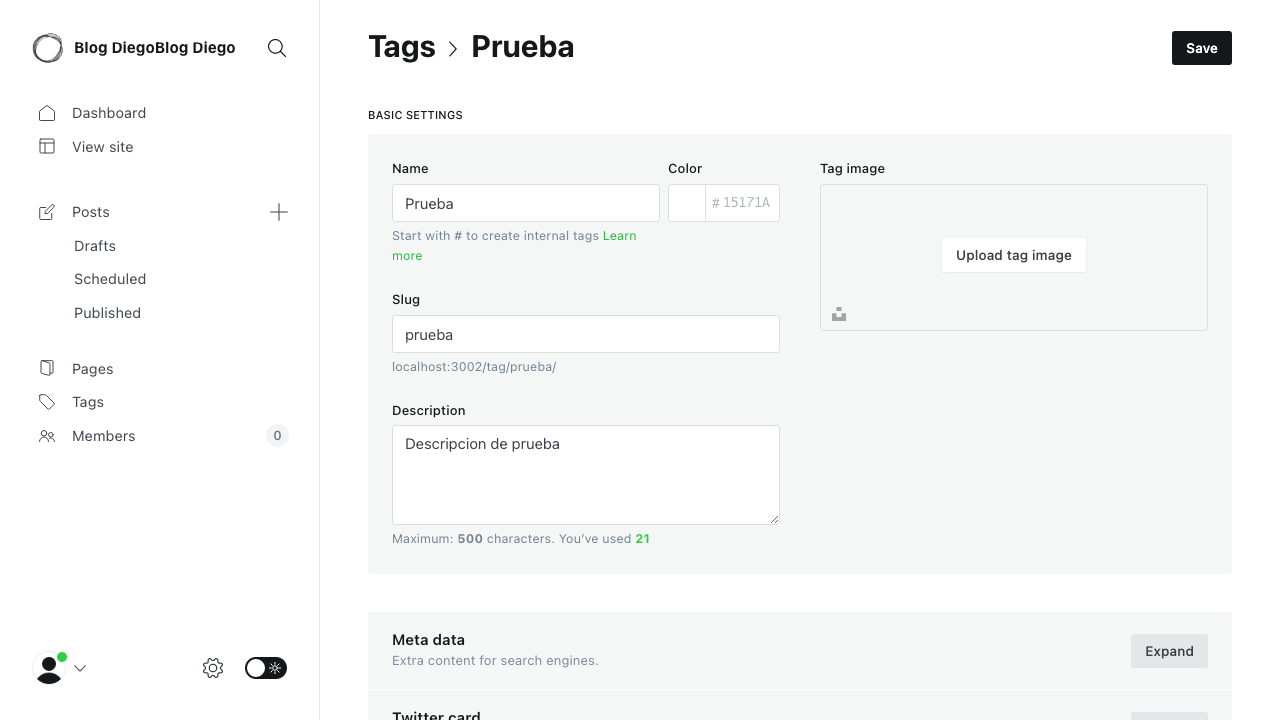 Blog DiegoBlog Diego
Dashboard
View site
Posts
Drafts
Scheduled
Published
Pages
Tags
Members 0
Tags > Prueba
Save
BASIC SETTINGS
Name
Prueba
Color
# 15171A
Start with # to create internal tags Learn
more
Slug
prueba
localhost:3002/tag/prueba/
Description
Descripcion de prueba
Maximum: 500 characters. You've used 21
Tag image
Upload tag image
Meta data
Extra content for search engines.
Expand
Twitter card